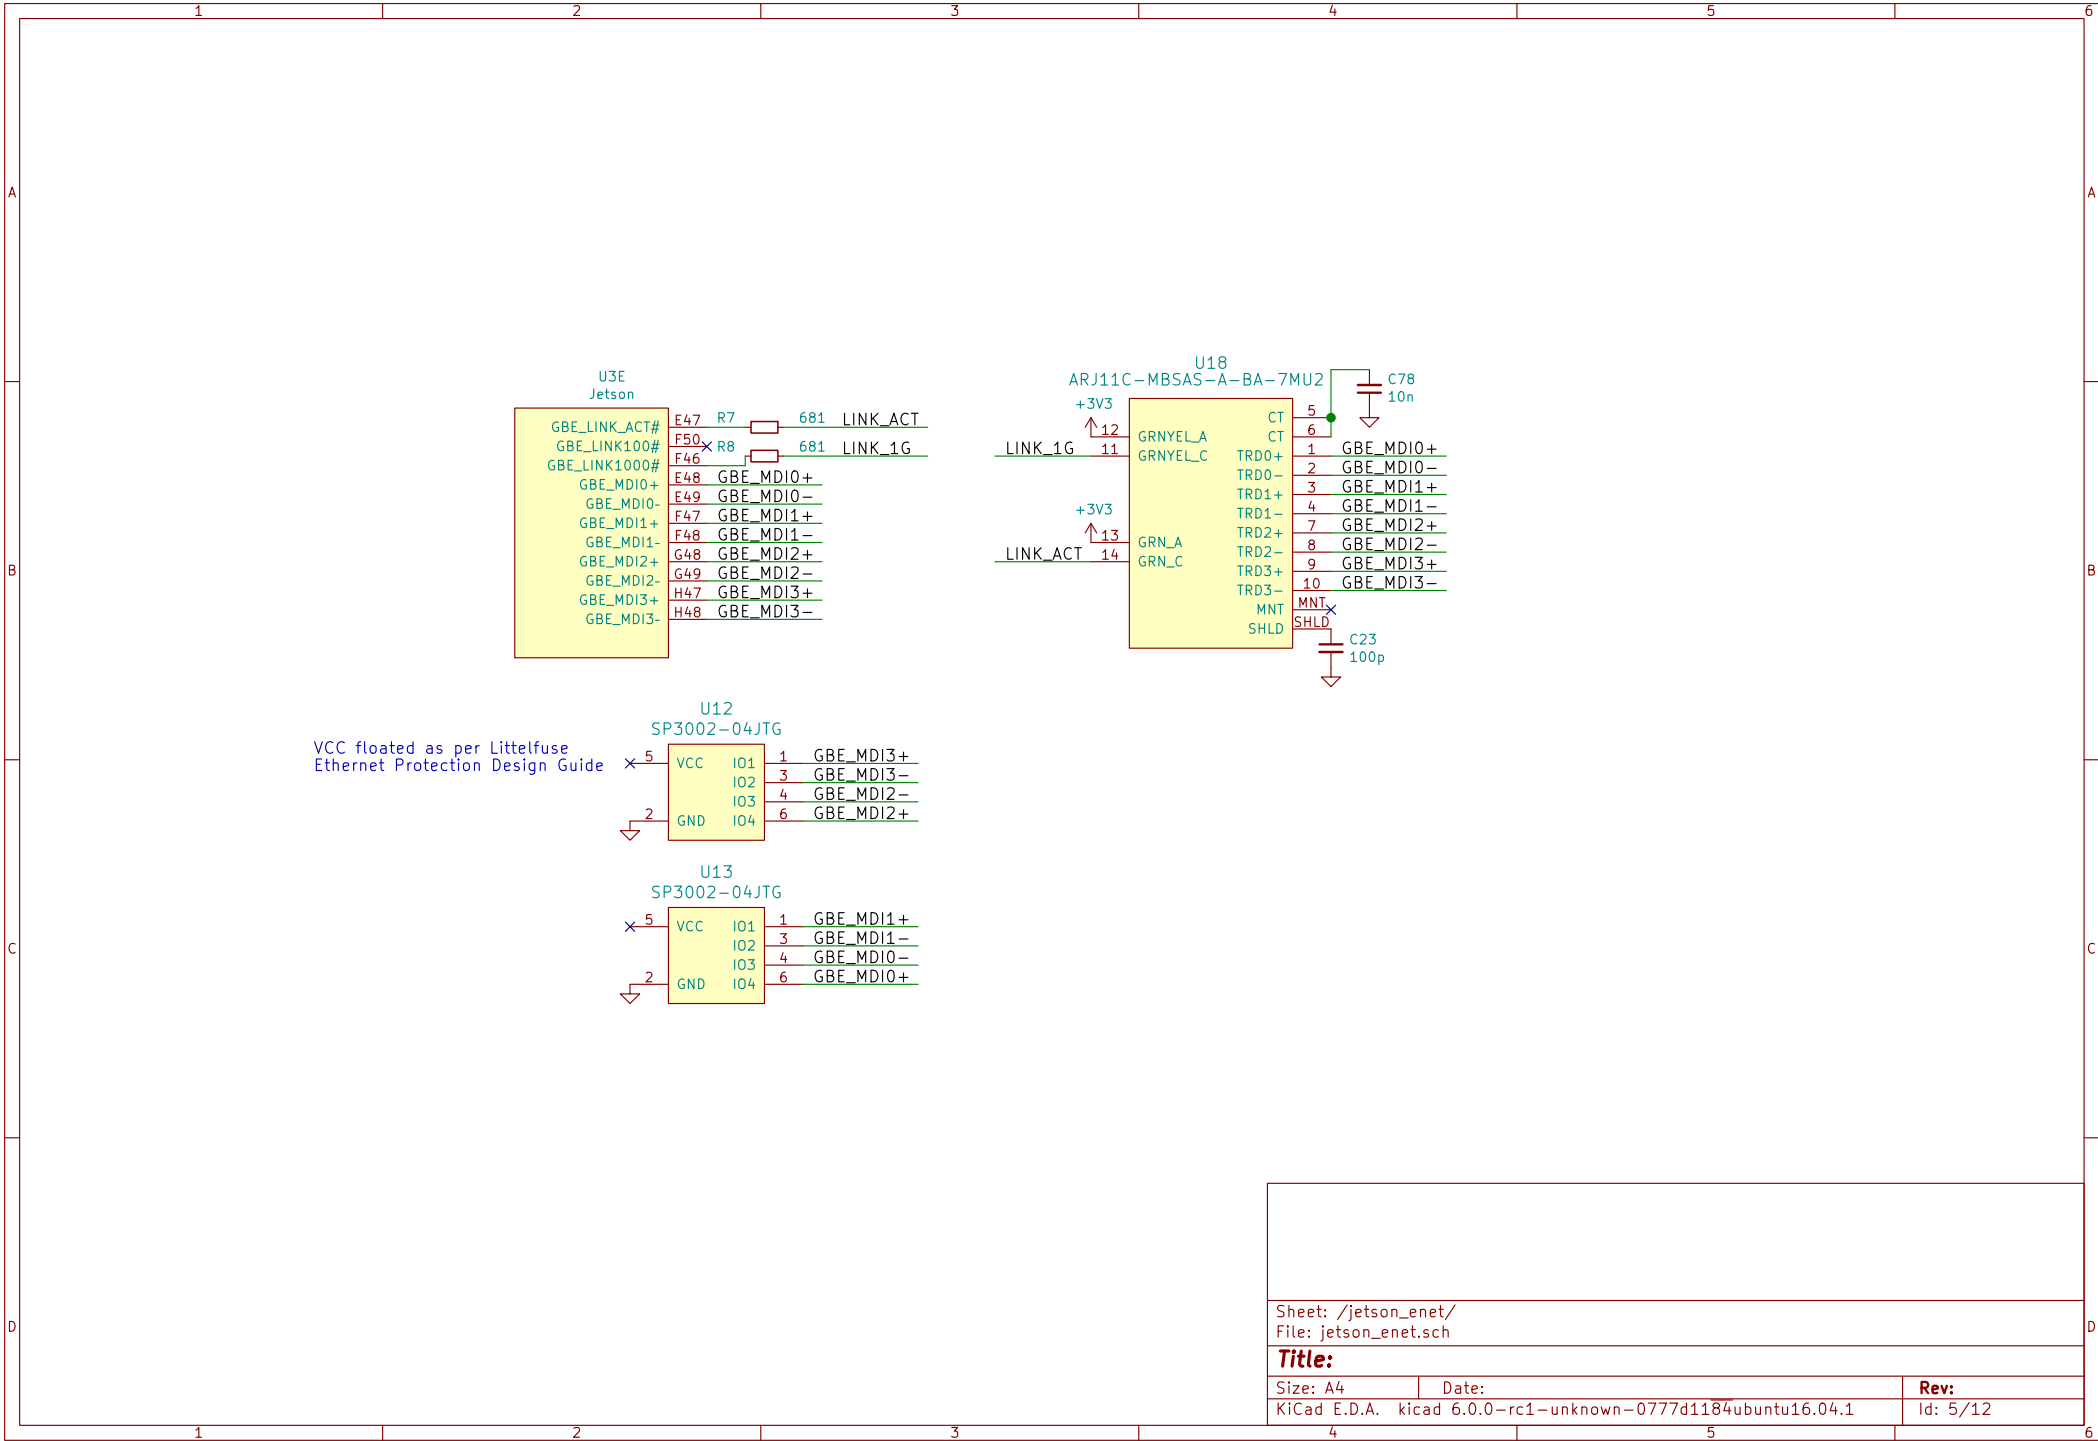 1 2 3 4 5 6
A A
B B
C C
D D
U3E
Jetson
GBE_LINK_ACT# E47 R7 681 LINK_ACT
GBE_LINK100# F50 R8 681 LINK_1G
GBE_LINK1000# F46
GBE_MDI0+ E48 GBE_MDI0+
GBE_MDI0- E49 GBE_MDI0-
GBE_MDI1+ F47 GBE_MDI1+
GBE_MDI1- F48 GBE_MDI1-
GBE_MDI2+ G48 GBE_MDI2+
GBE_MDI2- G49 GBE_MDI2-
GBE_MDI3+ H47 GBE_MDI3+
GBE_MDI3- H48 GBE_MDI3-
U18
ARJ11C-MBSAS-A-BA-7MU2
C78
10n
+3V3
CT 5
12 GRNYEL_A CT 6
LINK_1G 11 GRNYEL_C TRD0+ 1 GBE_MDI0+
TRD0- 2 GBE_MDI0-
TRD1+ 3 GBE_MDI1+
+3V3
TRD1- 4 GBE_MDI1-
TRD2+ 7 GBE_MDI2+
13 GRN_A TRD2- 8 GBE_MDI2-
LINK_ACT 14 GRN_C TRD3+ 9 GBE_MDI3+
TRD3- 10 GBE_MDI3-
MNT MNT
SHLD SHLD
C23
100p
U12
SP3002-04JTG
VCC floated as per Littelfuse
Ethernet Protection Design Guide
5 VCC IO1 1 GBE_MDI3+
IO2 3 GBE_MDI3-
IO3 4 GBE_MDI2-
2 GND IO4 6 GBE_MDI2+
U13
SP3002-04JTG
5 VCC IO1 1 GBE_MDI1+
IO2 3 GBE_MDI1-
IO3 4 GBE_MDI0-
2 GND IO4 6 GBE_MDI0+
Sheet: /jetson_enet/
File: jetson_enet.sch
Title:
Size: A4 Date: Rev:
KiCad E.D.A. kicad 6.0.0-rc1-unknown-0777d1184ubuntu16.04.1 Id: 5/12
1 2 3 4 5 6